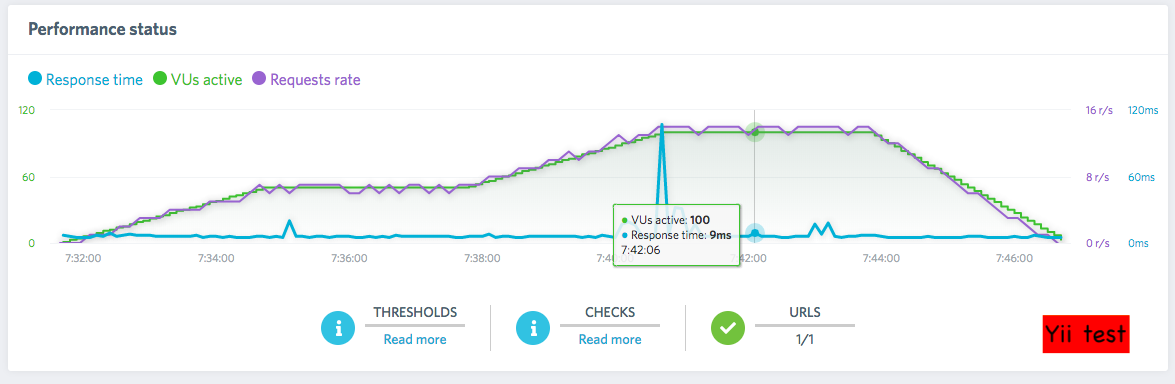 Performance status
Response time VUs active Requests rate
120 16 r/s 120ms
60 8 r/s 60ms
0 0 r/s 0ms
VUs active: 100
Response time: 9ms
7:42:06
7:32:00 7:34:00 7:36:00 7:38:00 7:40:00 7:42:00 7:44:00 7:46:00
THRESHOLDS CHECKS URLS
Read more Read more 1/1
Yii test